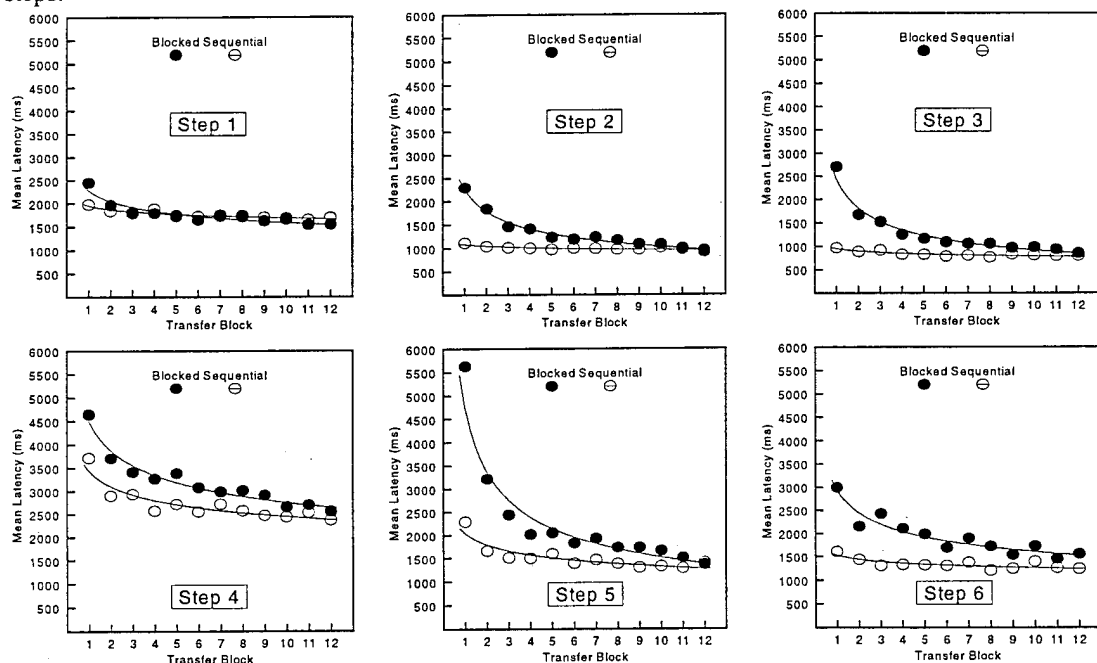 steps.
6000
5500
5000
4500
4000
3500
3000
2500
2000
1500
1000
500
Mean Latency (ms)
Blocked Sequential
Step 1
1 2 3 4 5 6 7 8 9 10 11 12
Transfer Block
6000
5500
5000
4500
4000
3500
3000
2500
2000
1500
1000
500
Mean Latency (ms)
Blocked Sequential
Step 2
1 2 3 4 5 6 7 8 9 10 11 12
Transfer Block
6000
5500
5000
4500
4000
3500
3000
2500
2000
1500
1000
500
Mean Latency (ms)
Blocked Sequential
Step 3
1 2 3 4 5 6 7 8 9 10 11 12
Transfer Block
6000
5500
5000
4500
4000
3500
3000
2500
2000
1500
1000
500
Mean Latency (ms)
Blocked Sequential
Step 4
1 2 3 4 5 6 7 8 9 10 11 12
Transfer Block
6000
5500
5000
4500
4000
3500
3000
2500
2000
1500
1000
500
Mean Latency (ms)
Blocked Sequential
Step 5
1 2 3 4 5 6 7 8 9 10 11 12
Transfer Block
6000
5500
5000
4500
4000
3500
3000
2500
2000
1500
1000
500
Mean Latency (ms)
Blocked Sequential
Step 6
1 2 3 4 5 6 7 8 9 10 11 12
Transfer Block